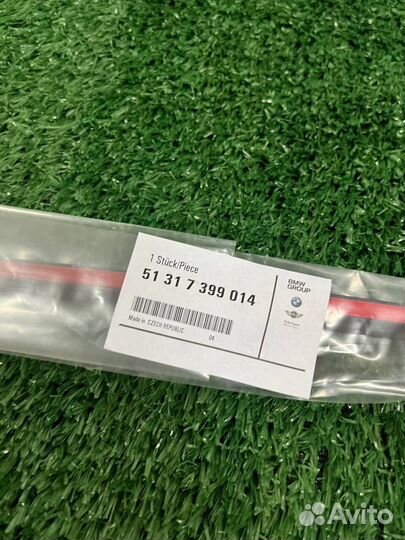 1 Stück/Piece
51 31 7 399 014
Made in CZECH REPUBLIC 04
BMW
GROUP
Avito